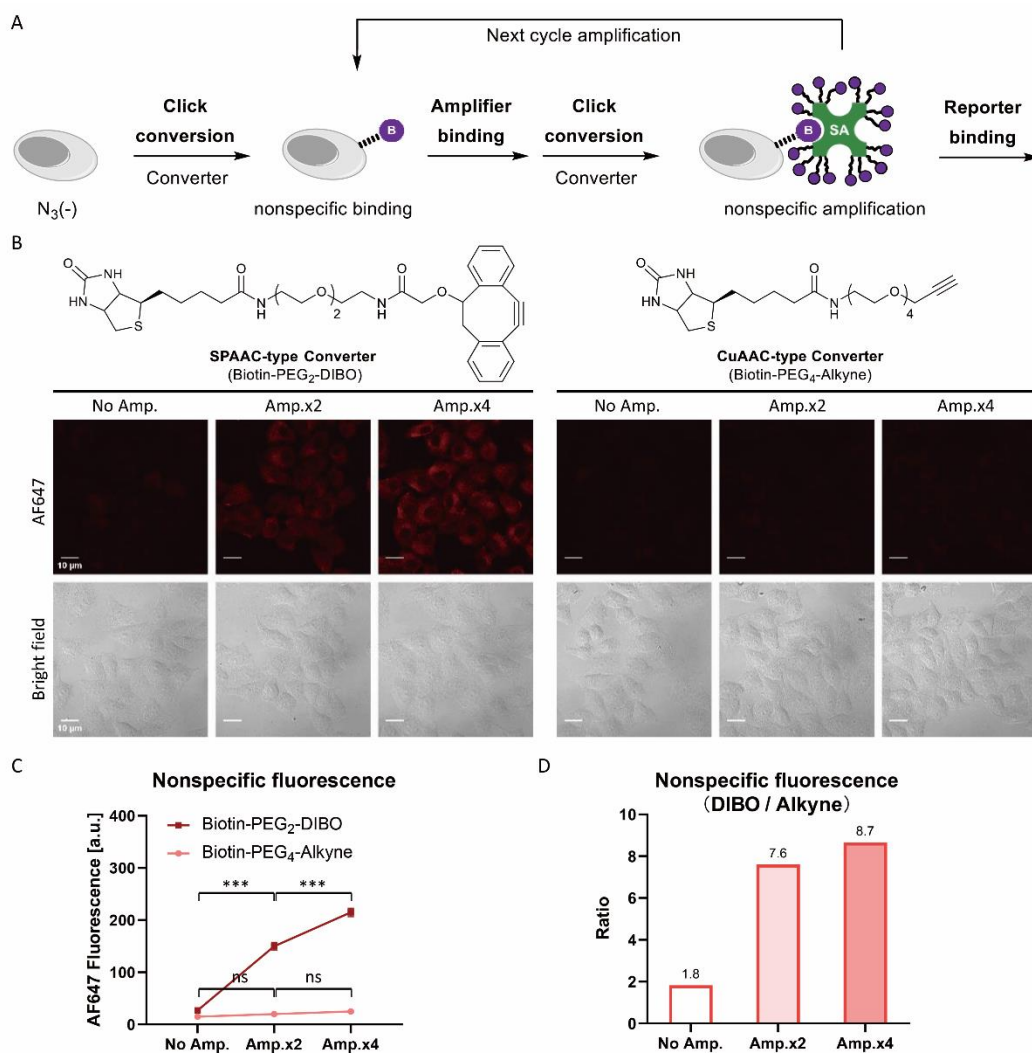 A
Next cycle amplification
Click
conversion
Converter
N₃(-)
B
nonspecific binding
Amplifier
binding
Click
conversion
Converter
B
SA
nonspecific amplification
Reporter
binding
B
O
NH
HN
S
O
N
H
O
2
H
N
O
O
SPAAC-type Converter
(Biotin-PEG₂-DIBO)
O
NH
HN
S
O
N
H
O
4
CuAAC-type Converter
(Biotin-PEG₄-Alkyne)
No Amp. Amp.x2 Amp.x4
No Amp. Amp.x2 Amp.x4
AF647
10 μm
Bright field
10 μm
C
Nonspecific fluorescence
AF647 Fluorescence [a.u.]
400
300
200
100
0
Biotin-PEG₂-DIBO
Biotin-PEG₄-Alkyne
*** ***
ns ns
No Amp. Amp.x2 Amp.x4
D
Nonspecific fluorescence
(DIBO / Alkyne)
Ratio
10
8
6
4
2
0
1.8
7.6
8.7
No Amp. Amp.x2 Amp.x4